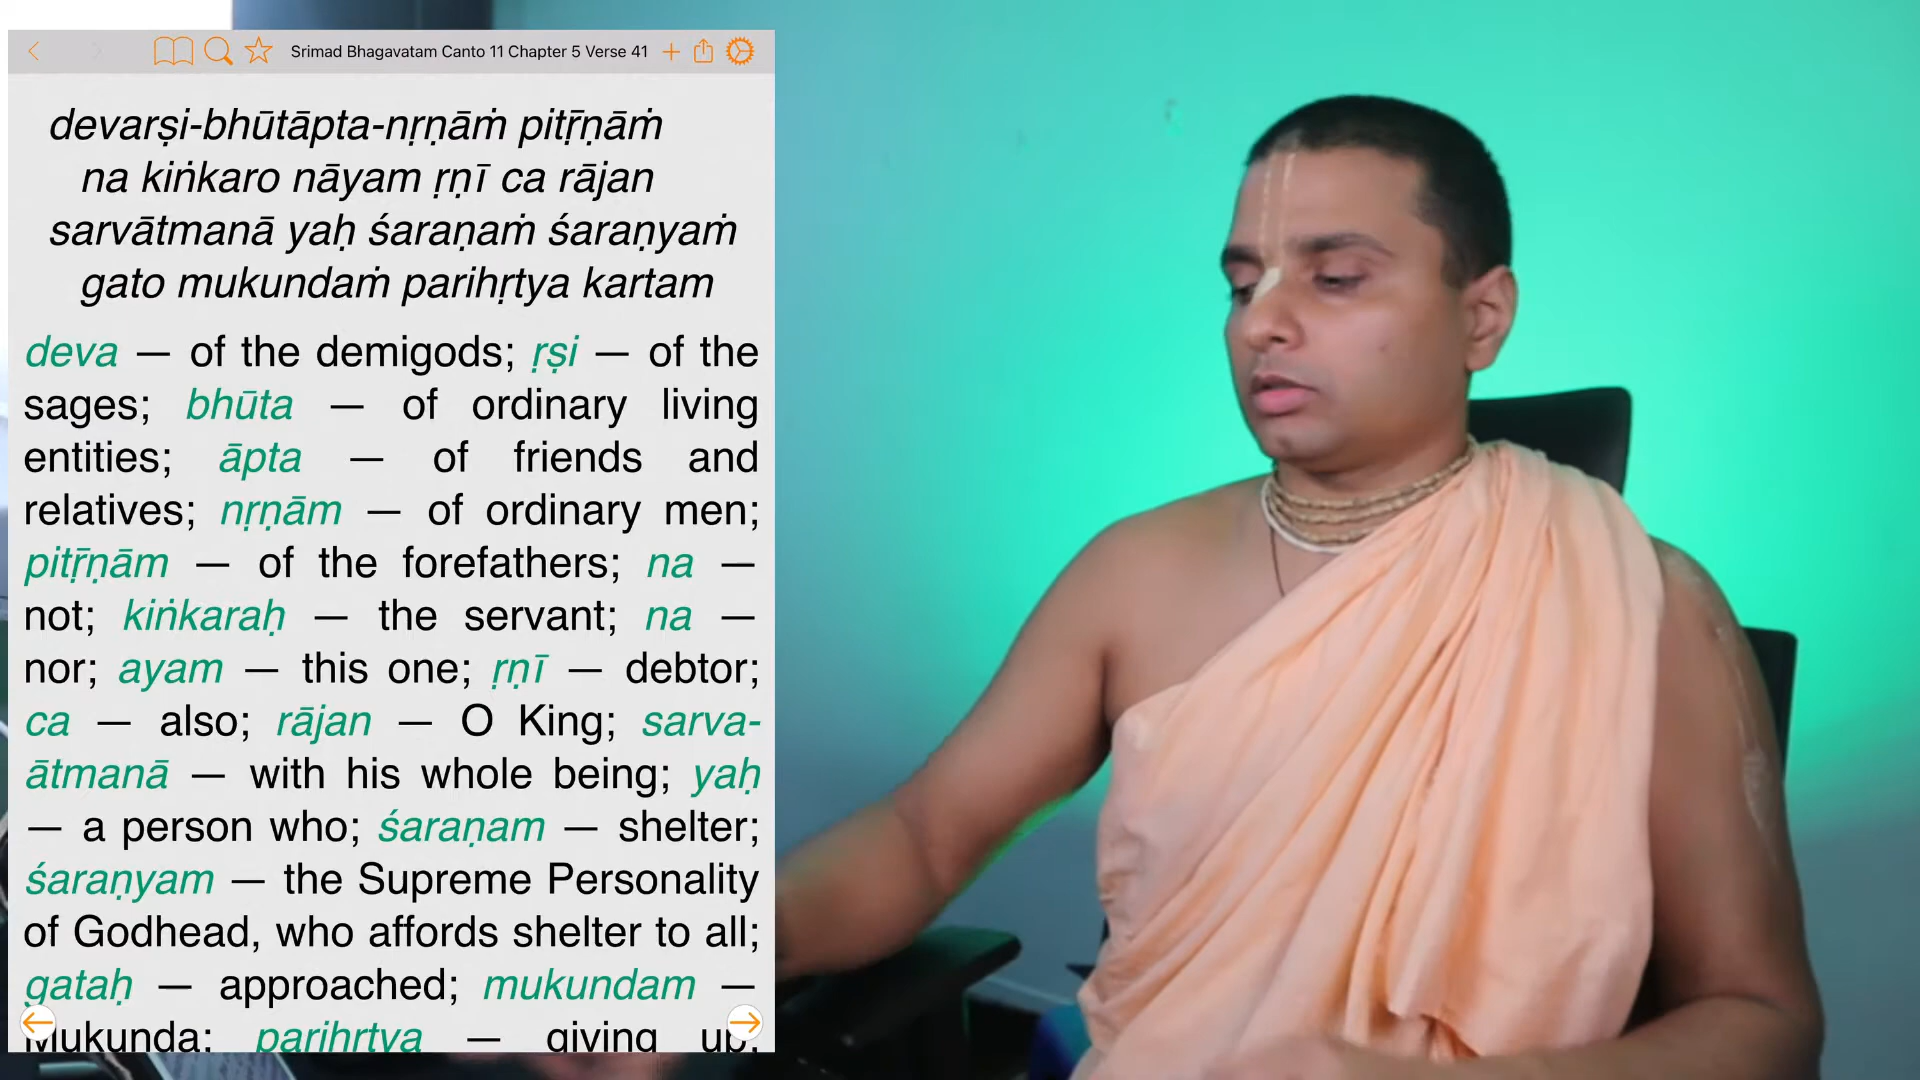 Srimad Bhagavatam Canto 11 Chapter 5 Verse 41
devarṣi-bhūtāpta-nṛṇāṁ pitṝṇāṁ
na kiṅkaro nāyam ṛṇī ca rājan
sarvātmanā yaḥ śaraṇaṁ śaraṇyaṁ
gato mukundaṁ parihṛtya kartam
deva — of the demigods; ṛṣi — of the
sages; bhūta — of ordinary living
entities; āpta — of friends and
relatives; nṛṇām — of ordinary men;
pitṝṇām — of the forefathers; na —
not; kiṅkaraḥ — the servant; na —
nor; ayam — this one; ṛṇī — debtor;
ca — also; rājan — O King; sarva-
ātmanā — with his whole being; yaḥ
— a person who; śaraṇam — shelter;
śaraṇyam — the Supreme Personality
of Godhead, who affords shelter to all;
gataḥ — approached; mukundam —
Mukunda; parihṛtya — giving up;